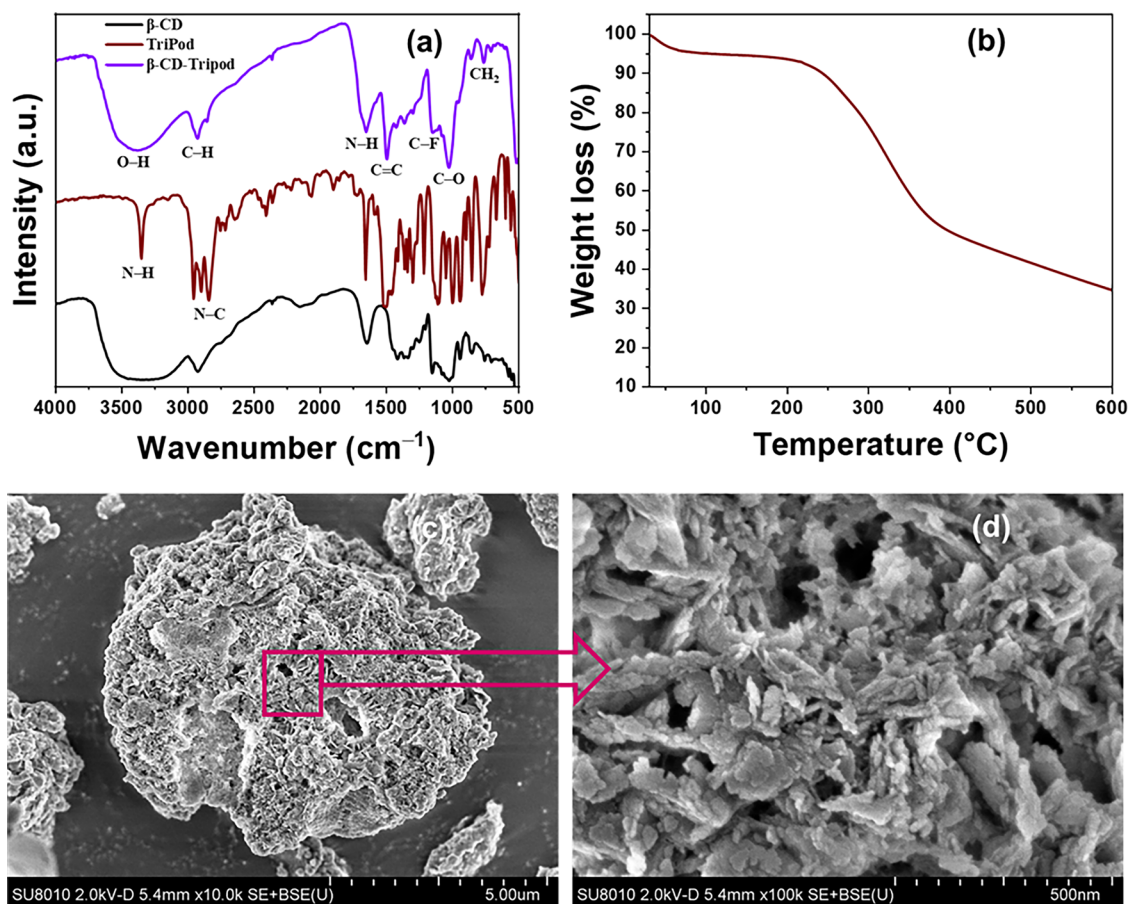 β-CD
TriPod
β-CD-Tripod
(a)
CH₂
O–H
C–H
N–H
C=C
C–F
C–O
N–H
N–C
Intensity (a.u.)
4000 3500 3000 2500 2000 1500 1000 500
Wavenumber (cm⁻¹)
(b)
100
90
80
70
60
50
40
30
20
10
Weight loss (%)
100 200 300 400 500 600
Temperature (°C)
(c)
SU8010 2.0kV-D 5.4mm x10.0k SE+BSE(U) 5.00um
(d)
SU8010 2.0kV-D 5.4mm x100k SE+BSE(U) 500nm